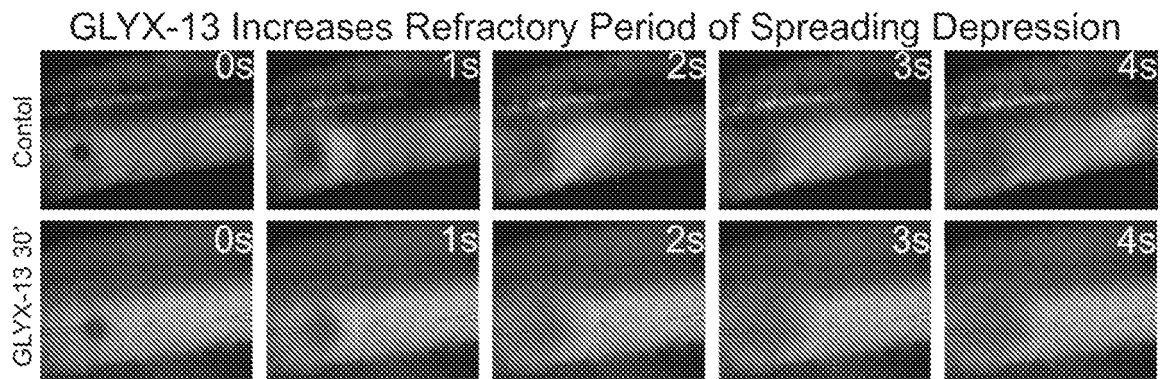 GLYX-13 Increases Refractory Period of Spreading Depression
0s 1s 2s 3s 4s
Contol
0s 1s 2s 3s 4s
GLYX-13 30'